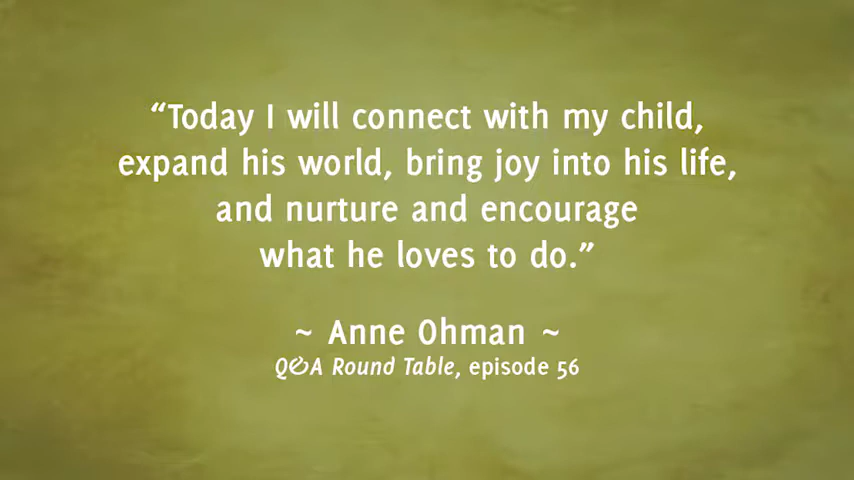 “Today I will connect with my child,
expand his world, bring joy into his life,
and nurture and encourage
what he loves to do.”
~ Anne Ohman ~
Q&A Round Table, episode 56